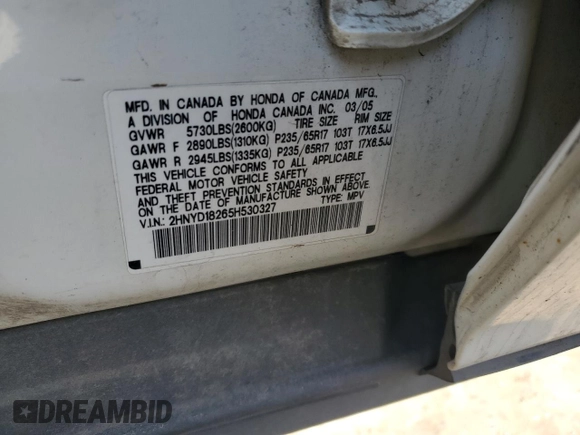 MFD. IN CANADA BY HONDA OF CANADA MFG.,
A DIVISION OF HONDA CANADA INC. 03/05
GVWR 5730LBS(2600KG) TIRE SIZE RIM SIZE
GAWR F 2890LBS(1310KG) P235/65R17 103T 17X6.5JJ
GAWR R 2945LBS(1335KG) P235/65R17 103T 17X6.5JJ
THIS VEHICLE CONFORMS TO ALL APPLICABLE
FEDERAL MOTOR VEHICLE SAFETY
AND THEFT PREVENTION STANDARDS IN EFFECT
ON THE DATE OF MANUFACTURE SHOWN ABOVE.
V.I.N.: 2HNYD18265H530327 TYPE: MPV
DREAMBID